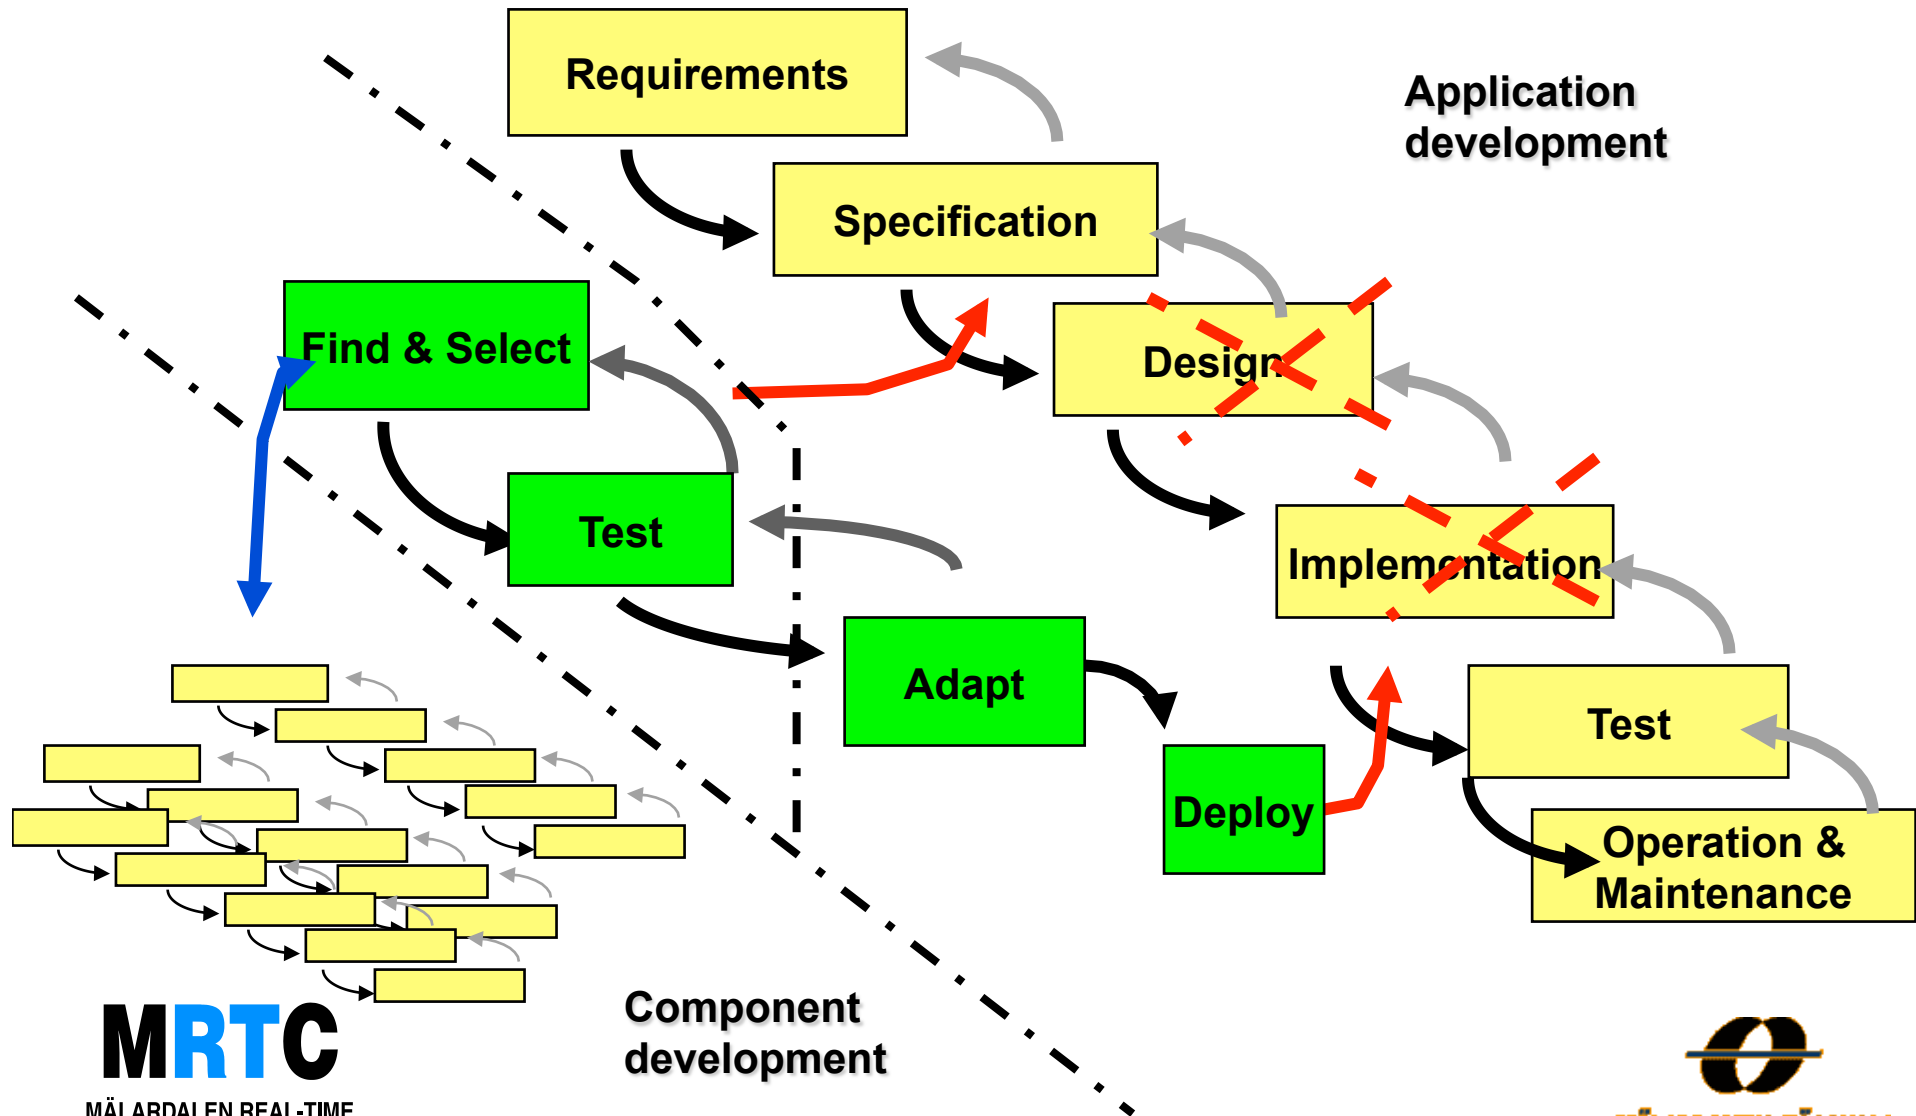 Requirements
Application
development
Specification
Find & Select
Design
Test
Implementation
Adapt
Test
Deploy
Operation &
Maintenance
Component
development
MRTC
MÄLARDALEN REAL-TIME